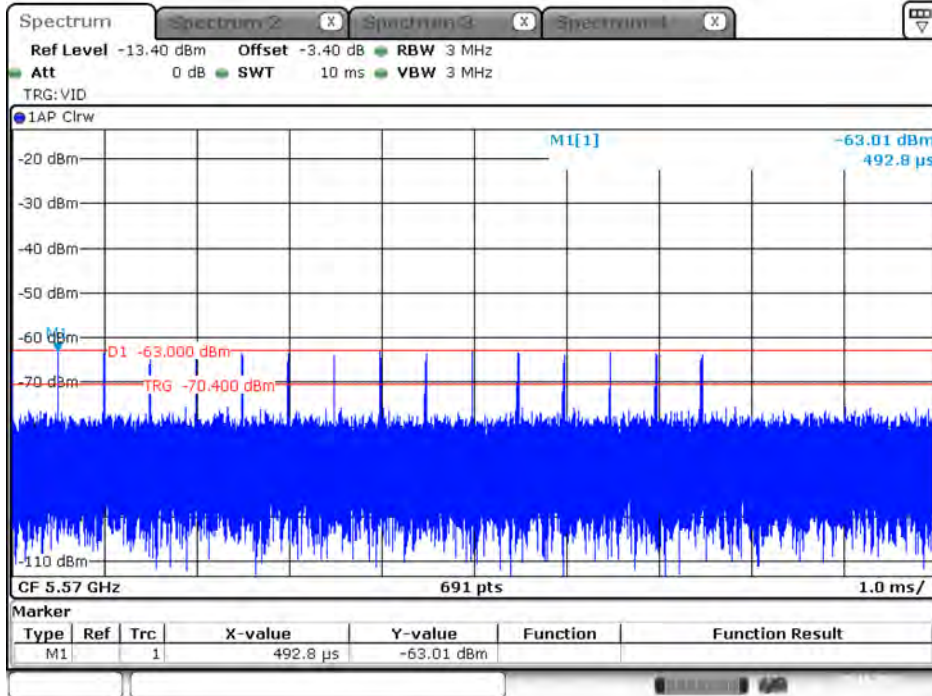 Spectrum Spectrum 2 X Spectrum 3 X Spectrum 4 X
Ref Level -13.40 dBm Offset -3.40 dB RBW 3 MHz
Att 0 dB SWT 10 ms VBW 3 MHz
TRG:VID
1AP Clrw
M1[1] -63.01 dBm
492.8 µs
-20 dBm
-30 dBm
-40 dBm
-50 dBm
-60 dBm
M1
D1 -63.000 dBm
-70 dBm
TRG -70.400 dBm
-110 dBm
CF 5.57 GHz 691 pts 1.0 ms/
Marker
Type Ref Trc X-value Y-value Function Function Result
M1 1 492.8 µs -63.01 dBm